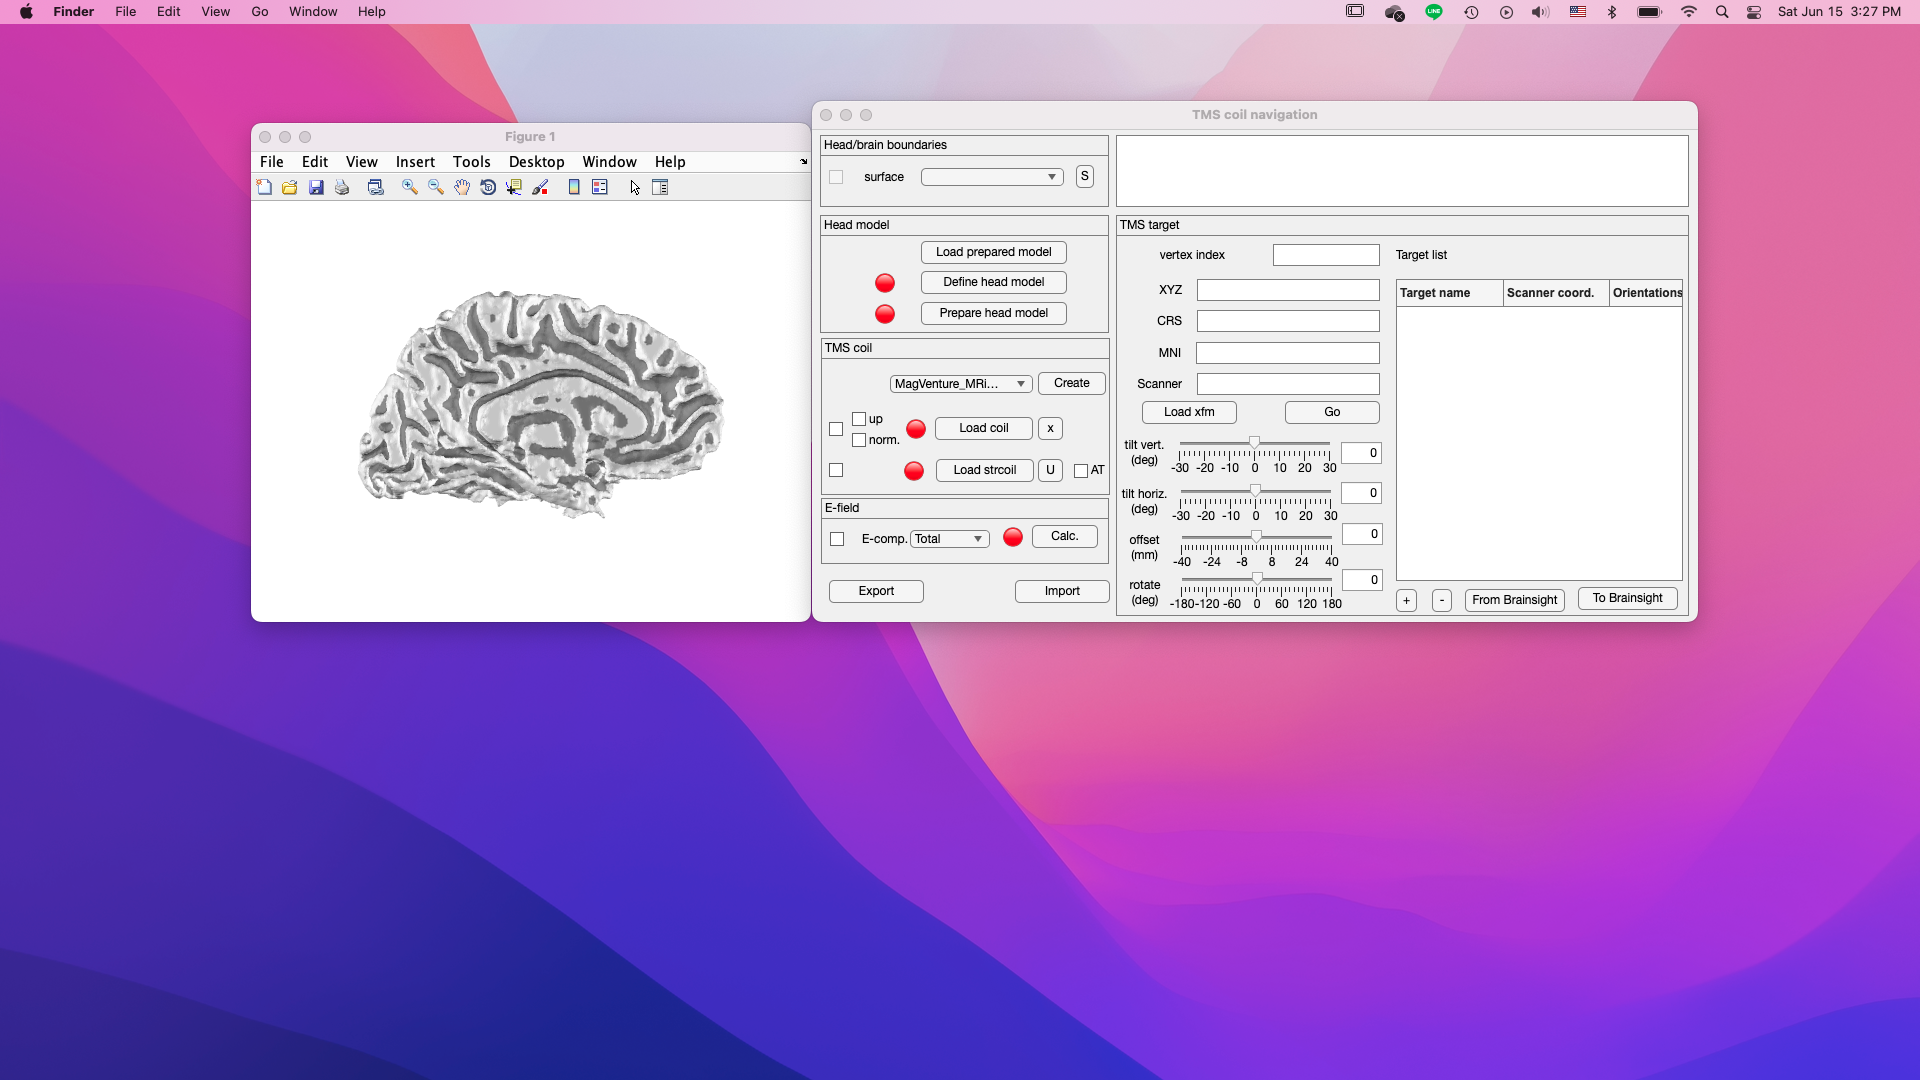 Finder File Edit View Go Window Help
LINE
Sat Jun 15 3:27 PM
Figure 1
File Edit View Insert Tools Desktop Window Help
TMS coil navigation
Head/brain boundaries
surface
S
Head model
Load prepared model
Define head model
Prepare head model
TMS coil
MagVenture_MRi...
Create
up
norm.
Load coil
x
Load strcoil
U
AT
E-field
E-comp.
Total
Calc.
Export
Import
TMS target
vertex index
XYZ
CRS
MNI
Scanner
Load xfm
Go
tilt vert.
(deg)
-30 -20 -10 0 10 20 30
0
tilt horiz.
(deg)
-30 -20 -10 0 10 20 30
0
offset
(mm)
-40 -24 -8 8 24 40
0
rotate
(deg)
-180 -120 -60 0 60 120 180
0
Target list
Target name
Scanner coord.
Orientations
+
-
From Brainsight
To Brainsight